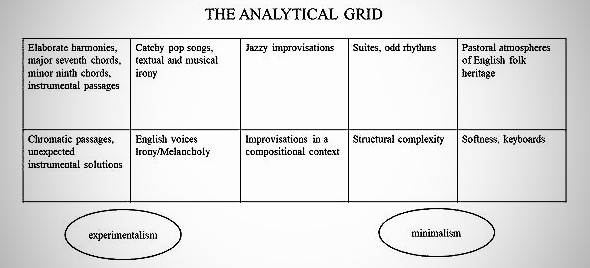 THE ANALYTICAL GRID
Elaborate harmonies,
major seventh chords,
minor ninth chords,
instrumental passages
Catchy pop songs,
textual and musical
irony
Jazzy improvisations
Suites, odd rhythms
Pastoral atmospheres
of English folk
heritage
Chromatic passages,
unexpected
instrumental solutions
English voices
Irony/Melancholy
Improvisations in a
compositional context
Structural complexity
Softness, keyboards
experimentalism
minimalism